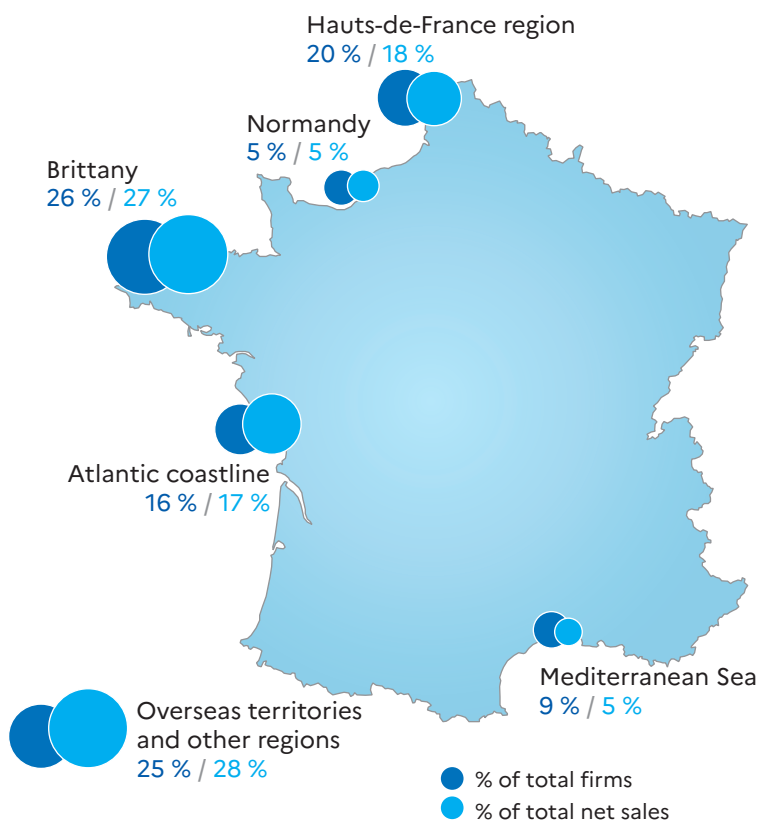 Hauts-de-France region
20 % / 18 %
Normandy
5 % / 5 %
Brittany
26 % / 27 %
Atlantic coastline
16 % / 17 %
Mediterranean Sea
9 % / 5 %
Overseas territories
and other regions
25 % / 28 %
% of total firms
% of total net sales